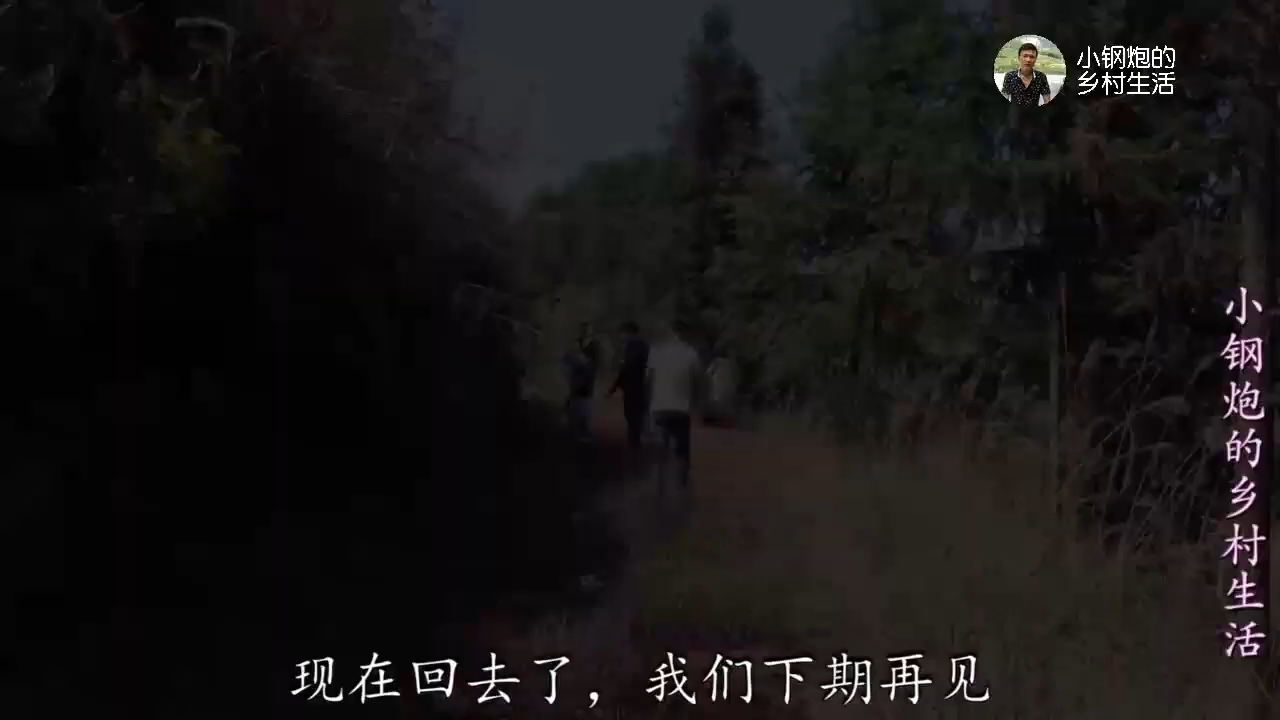 小钢炮的
乡村生活
小钢炮的乡村生活
现在回去了，我们下期再见